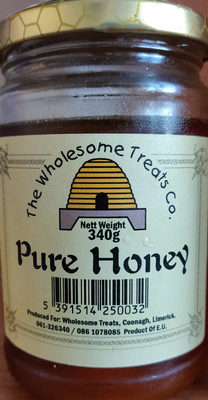 The Wholesome Treats Co.
Nett Weight
340g
Pure Honey
5 391514 250032
Produced For: Wholesome Treats, Coonagh, Limerick.
061-326340 / 086 1078085 Product Of E.U.